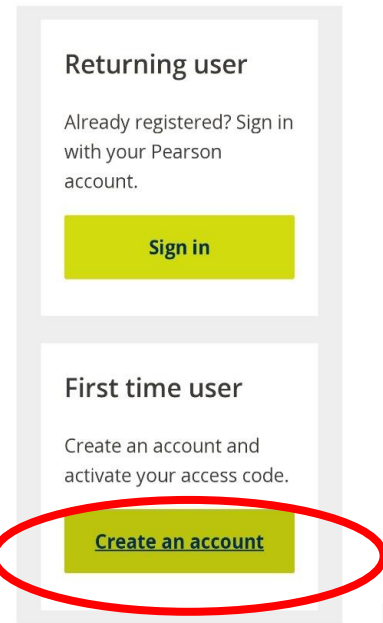 Returning user
Already registered? Sign in
with your Pearson
account.
Sign in
First time user
Create an account and
activate your access code.
Create an account